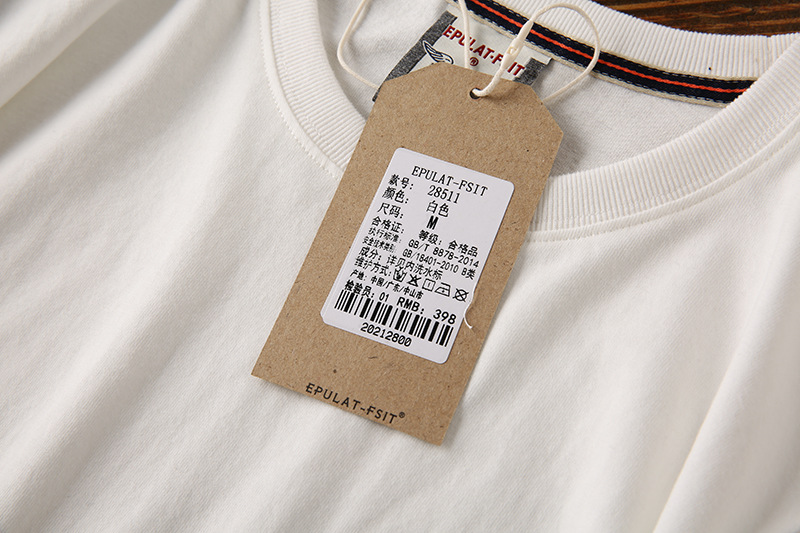 EPULAT-FSIT
®
EPULAT-FSIT
款号: 28511
颜色: 白色
尺码: M
合格证: 等级: 合格品
执行标准: GB/T 8878-2014
安全技术类别: GB/18401-2010 B类
成分: 详见内洗水标
维护方式:
产地: 中国/广东/中山市
检验员: 01 RMB: 398
20212800
EPULAT-FSIT®